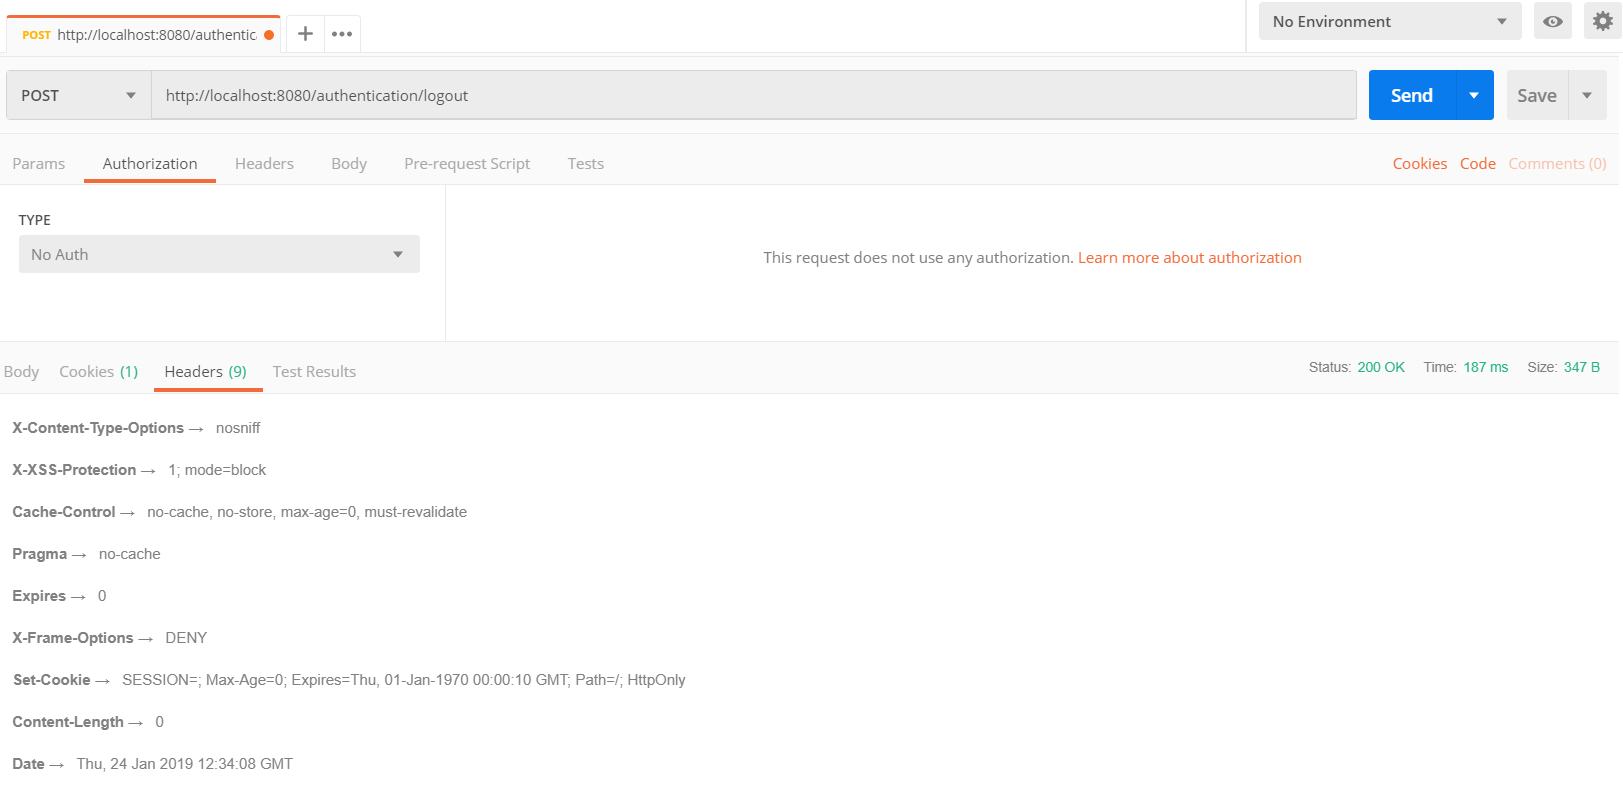 POST http://localhost:8080/authentic
No Environment
POST http://localhost:8080/authentication/logout Send Save
Params Authorization Headers Body Pre-request Script Tests Cookies Code Comments (0)
TYPE
No Auth
This request does not use any authorization. Learn more about authorization
Body Cookies (1) Headers (9) Test Results Status: 200 OK Time: 187 ms Size: 347 B
X-Content-Type-Options → nosniff
X-XSS-Protection → 1; mode=block
Cache-Control → no-cache, no-store, max-age=0, must-revalidate
Pragma → no-cache
Expires → 0
X-Frame-Options → DENY
Set-Cookie → SESSION=; Max-Age=0; Expires=Thu, 01-Jan-1970 00:00:10 GMT; Path=/; HttpOnly
Content-Length → 0
Date → Thu, 24 Jan 2019 12:34:08 GMT